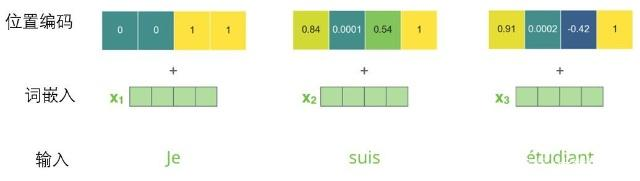 位置编码 0 0 1 1 0.84 0.0001 0.54 1 0.91 0.0002 -0.42 1
+ + +
词嵌入 x1 x2 x3
输入 Je suis étudiant